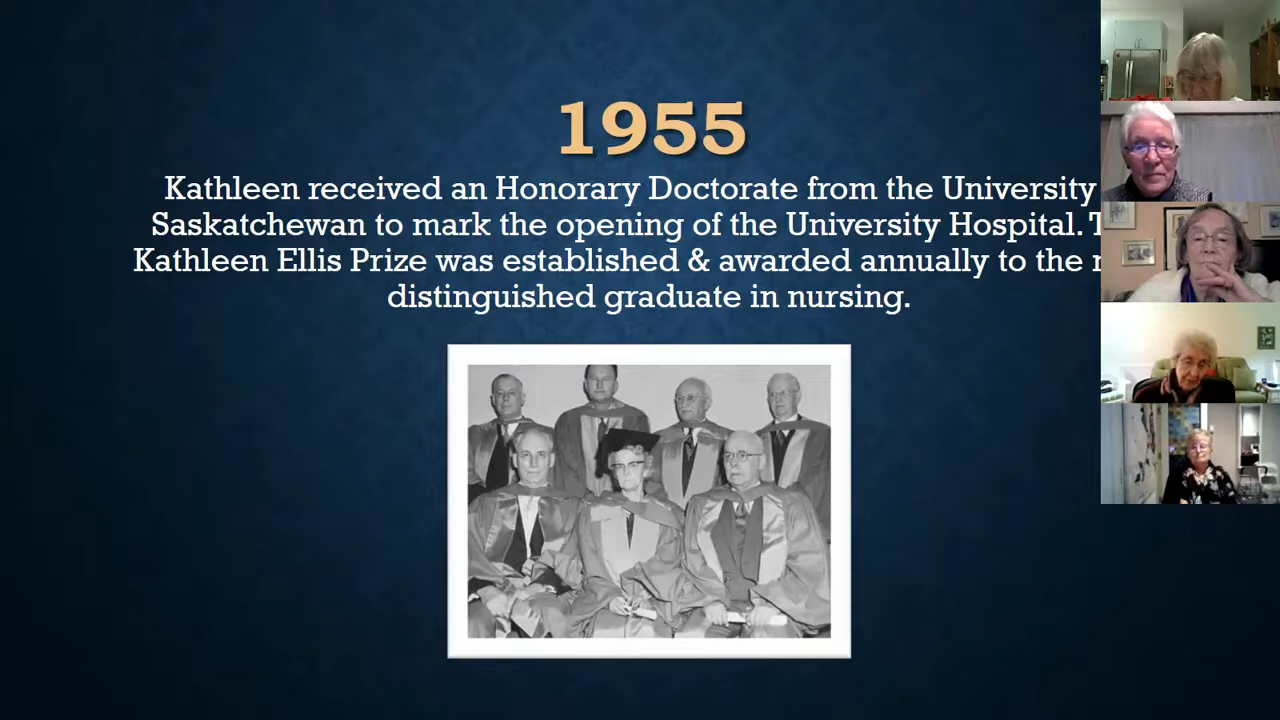 1955
Kathleen received an Honorary Doctorate from the University
Saskatchewan to mark the opening of the University Hospital.
Kathleen Ellis Prize was established & awarded annually to the
distinguished graduate in nursing.